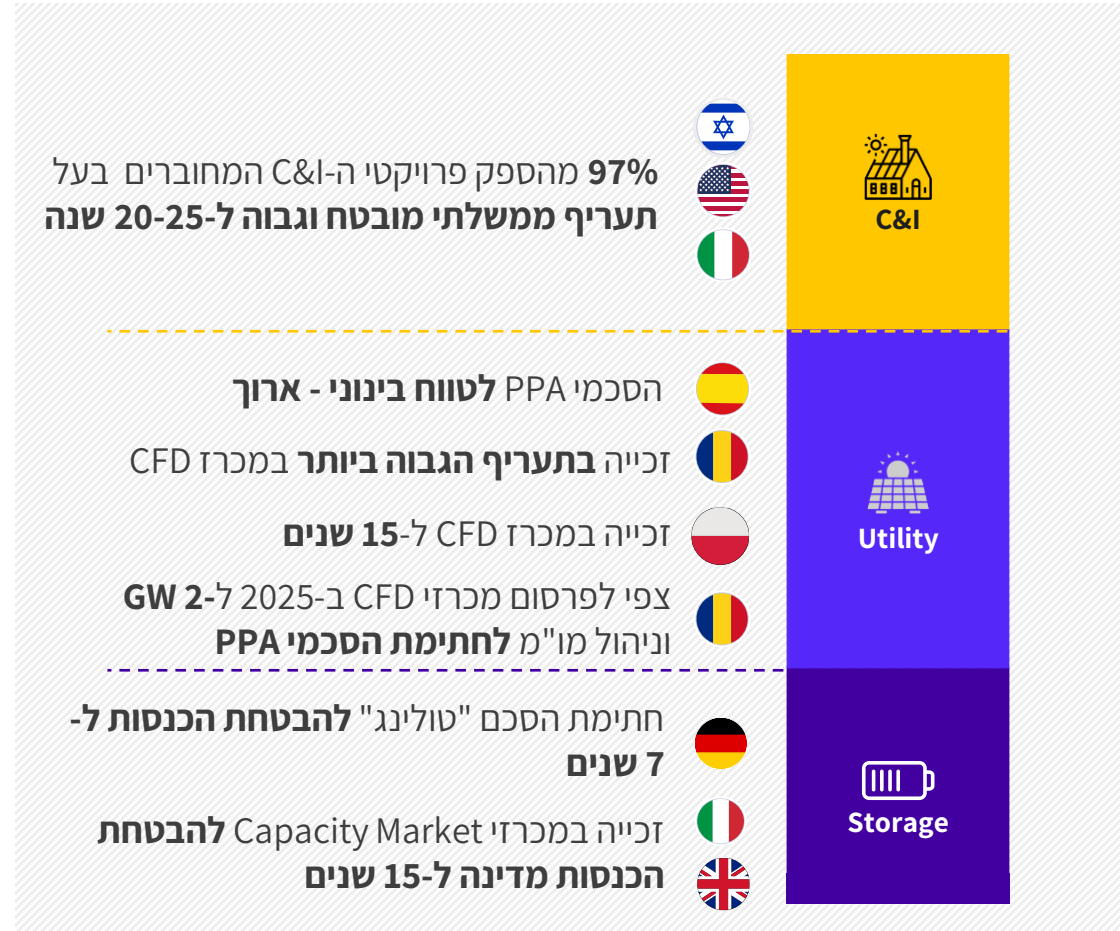 97% מהספק פרויקטי ה-C&I המחוברים בעל
תעריף ממשלתי מובטח וגבוה ל-20-25 שנה
C&I
הסכמי PPA לטווח בינוני - ארוך
זכייה בתעריף הגבוה ביותר במכרז CFD
זכייה במכרז CFD ל-15 שנים
צפי לפרסום מכרזי CFD ב-2025 ל-2 GW
וניהול מו"מ לחתימת הסכמי PPA
Utility
חתימת הסכם "טולינג" להבטחת הכנסות ל-
7 שנים
זכייה במכרזי Capacity Market להבטחת
הכנסות מדינה ל-15 שנים
Storage